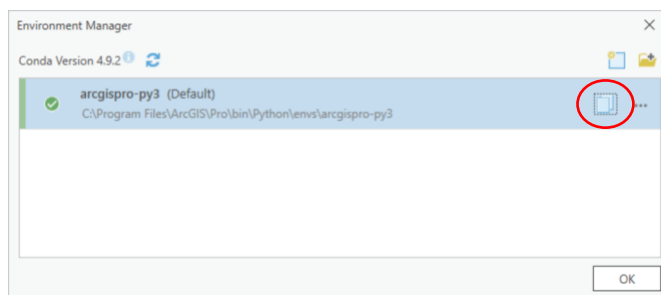 Environment Manager
Conda Version 4.9.2
arcgispro-py3 (Default)
C:\Program Files\ArcGIS\Pro\bin\Python\envs\arcgispro-py3
OK